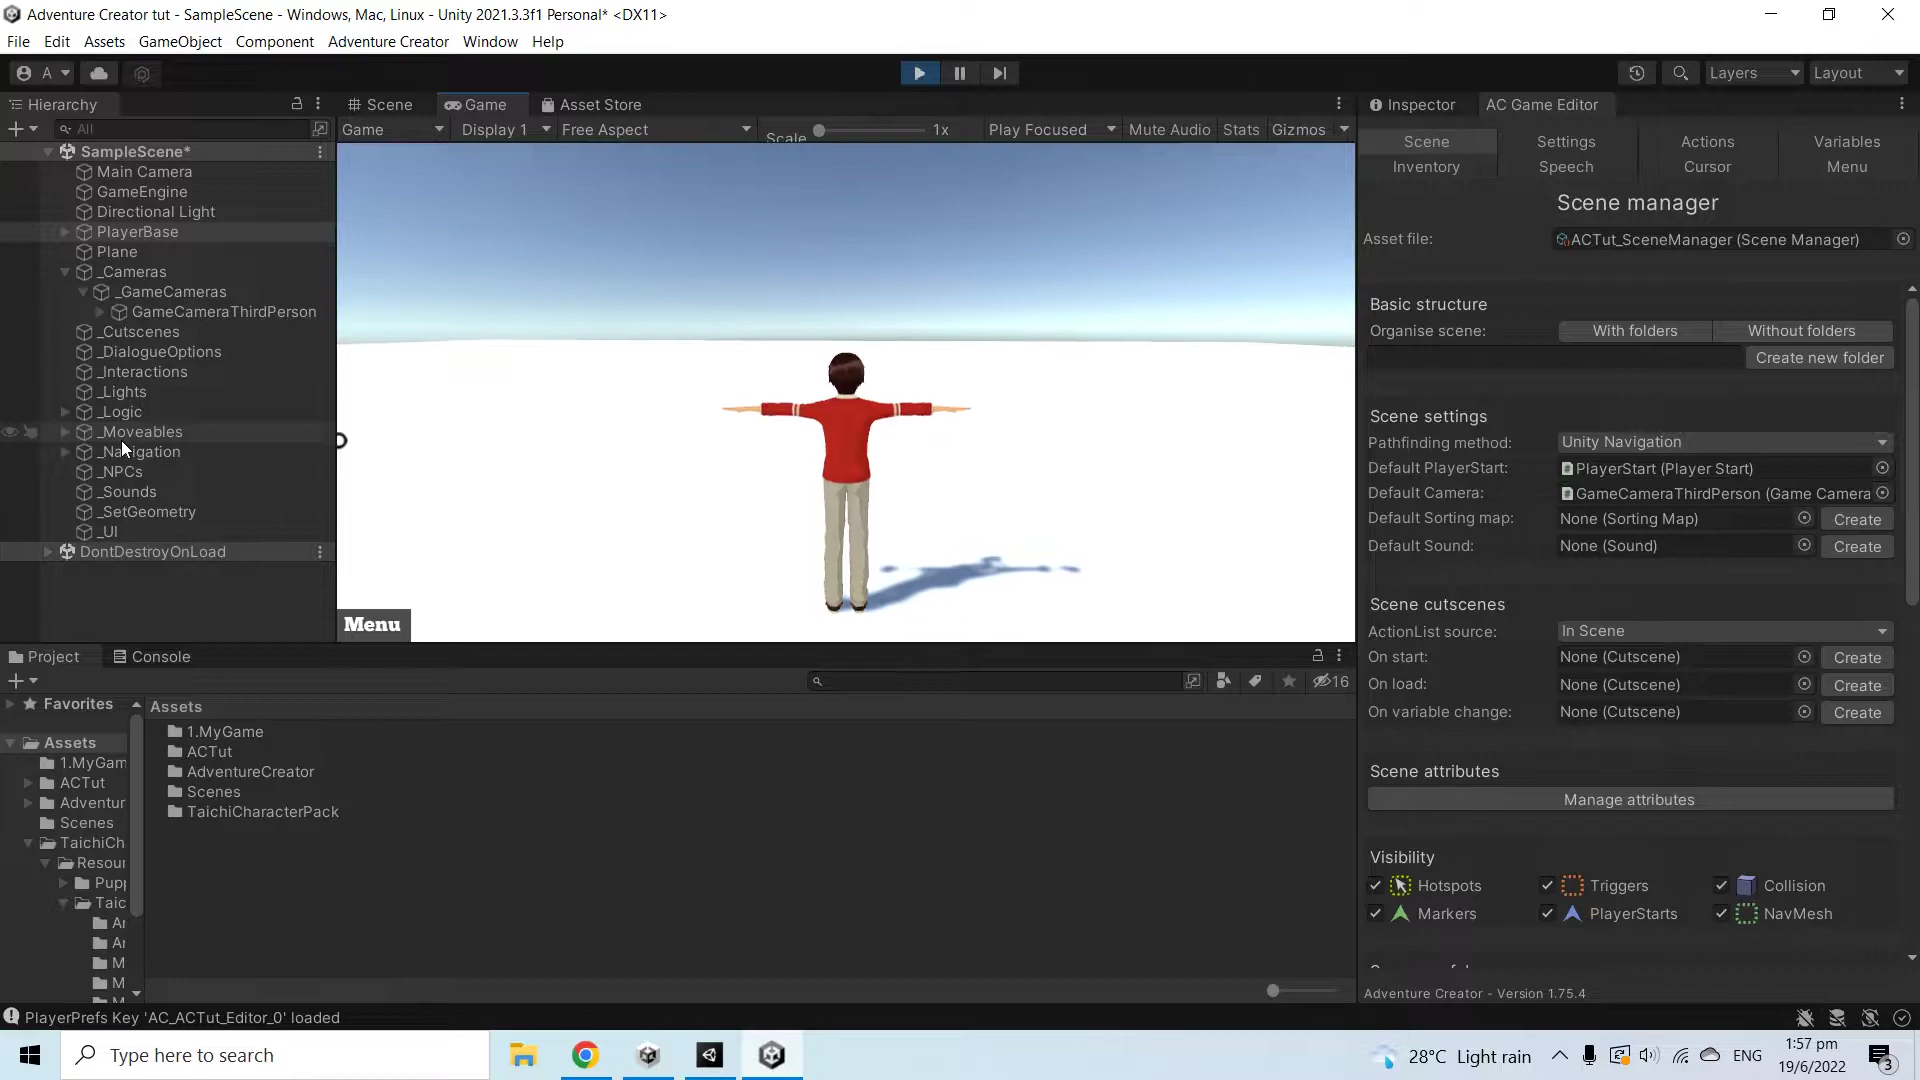 Adventure Creator tut - SampleScene - Windows, Mac, Linux - Unity 2021.3.3f1 Personal* <DX11>
File Edit Assets GameObject Component Adventure Creator Window Help
A Layers Layout
Hierarchy Scene Game Asset Store Inspector AC Game Editor
All Game Display 1 Free Aspect Scale 1x Play Focused Mute Audio Stats Gizmos
Scene Settings Actions Variables
Inventory Speech Cursor Menu
SampleScene*
Main Camera
GameEngine
Directional Light
PlayerBase
Plane
_Cameras
_GameCameras
GameCameraThirdPerson
_Cutscenes
_DialogueOptions
_Interactions
_Lights
_Logic
_Moveables
_Navigation
_NPCs
_Sounds
_SetGeometry
_UI
DontDestroyOnLoad
Menu
Scene manager
Asset file: ACTut_SceneManager (Scene Manager)
Basic structure
Organise scene: With folders Without folders
Create new folder
Scene settings
Pathfinding method: Unity Navigation
Default PlayerStart: PlayerStart (Player Start)
Default Camera: GameCameraThirdPerson (Game Camera
Default Sorting map: None (Sorting Map) Create
Default Sound: None (Sound) Create
Scene cutscenes
ActionList source: In Scene
On start: None (Cutscene) Create
On load: None (Cutscene) Create
On variable change: None (Cutscene) Create
Scene attributes
Manage attributes
Visibility
Hotspots Triggers Collision
Markers PlayerStarts NavMesh
Adventure Creator - Version 1.75.4
Project Console
16
Favorites
Assets
1.MyGam
ACTut
Adventur
Scenes
TaichiCh
Resour
Pupp
Taic
Ar
Ar
M
M
Assets
1.MyGame
ACTut
AdventureCreator
Scenes
TaichiCharacterPack
PlayerPrefs Key 'AC_ACTut_Editor_0' loaded
Type here to search
28°C Light rain
ENG
1:57 pm
19/6/2022
3